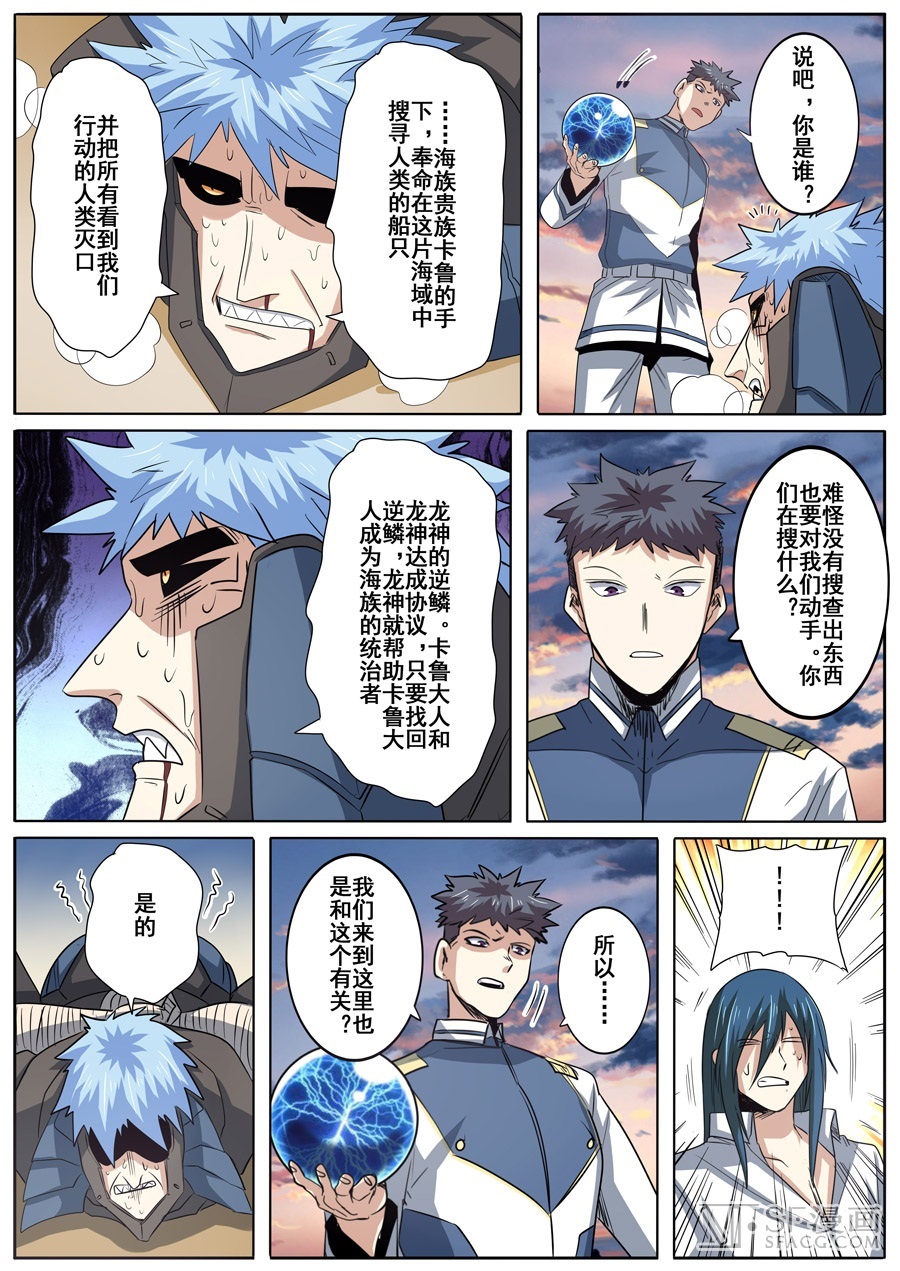 说吧，你是谁？
……海族贵族卡鲁的手
下，奉命在这片海域中
搜寻人类的船只
并把所有看到我们
行动的人类灭口
难怪没有搜查出东西
也要对我们动手。你
们在搜什么？
龙神的逆鳞。卡鲁大人和
龙神达成协议，只要找回
逆鳞，龙神就帮助卡鲁大
人成为海族的统治者
！！！
所以……
我们来到这里也
是和这个有关？
是的
SF漫画
SFACG.COM